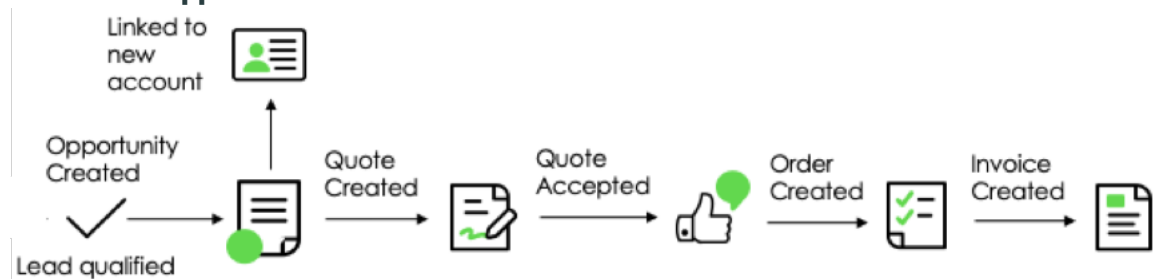 Linked to
new
account
Opportunity
Created
Quote
Created
Quote
Accepted
Order
Created
Invoice
Created
Lead qualified